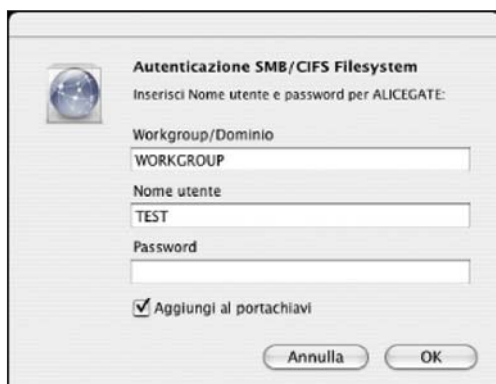 Autenticazione SMB/CIFS Filesystem
Inserisci Nome utente e password per ALICEGATE:
Workgroup/Dominio
WORKGROUP
Nome utente
TEST
Password
Aggiungi al portachiavi
Annulla
OK